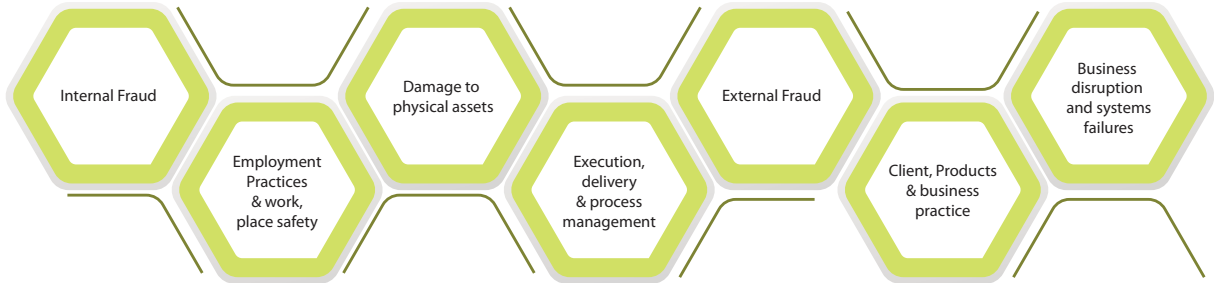 Internal Fraud
Employment
Practices
& work,
place safety
Damage to
physical assets
Execution,
delivery
& process
management
External Fraud
Client, Products
& business
practice
Business
disruption
and systems
failures